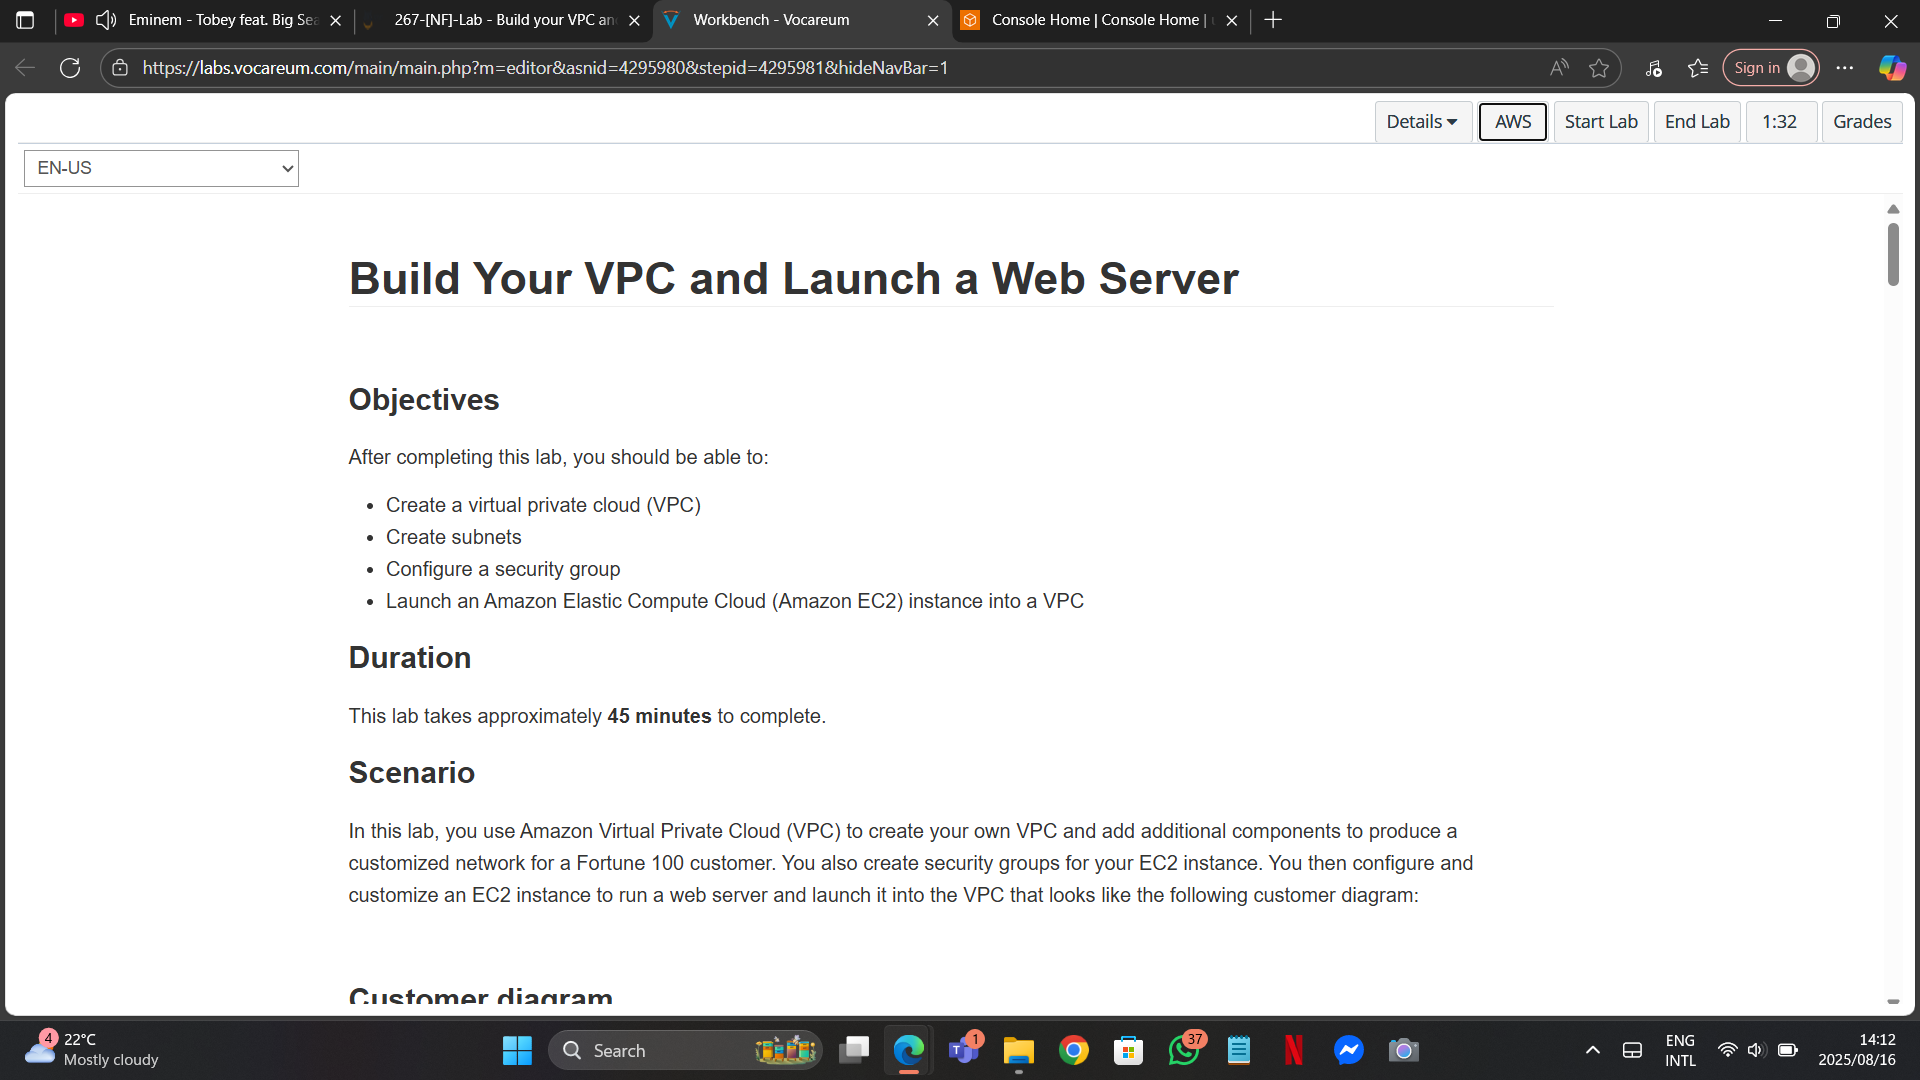 Eminem - Tobey feat. Big Sea
267-[NF]-Lab - Build your VPC an
Workbench - Vocareum
Console Home | Console Home |
https://labs.vocareum.com/main/main.php?m=editor&asnid=4295980&stepid=4295981&hideNavBar=1
Sign in
Details
AWS
Start Lab
End Lab
1:32
Grades
EN-US
Build Your VPC and Launch a Web Server
Objectives
After completing this lab, you should be able to:
Create a virtual private cloud (VPC)
Create subnets
Configure a security group
Launch an Amazon Elastic Compute Cloud (Amazon EC2) instance into a VPC
Duration
This lab takes approximately 45 minutes to complete.
Scenario
In this lab, you use Amazon Virtual Private Cloud (VPC) to create your own VPC and add additional components to produce a
customized network for a Fortune 100 customer. You also create security groups for your EC2 instance. You then configure and
customize an EC2 instance to run a web server and launch it into the VPC that looks like the following customer diagram:
Customer diagram
4
22°C
Mostly cloudy
Search
1
37
ENG
INTL
14:12
2025/08/16